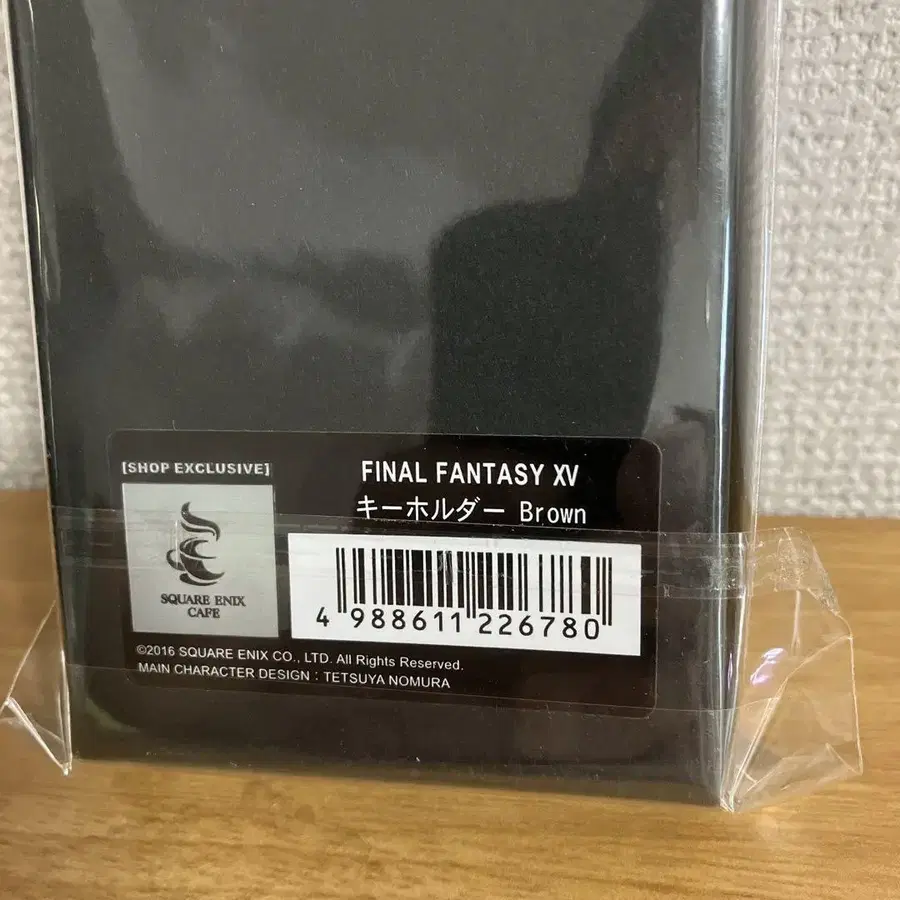 [SHOP EXCLUSIVE]
FINAL FANTASY XV
キーホルダー Brown
SQUARE ENIX
CAFE
4 988611 226780
©2016 SQUARE ENIX CO., LTD. All Rights Reserved.
MAIN CHARACTER DESIGN：TETSUYA NOMURA